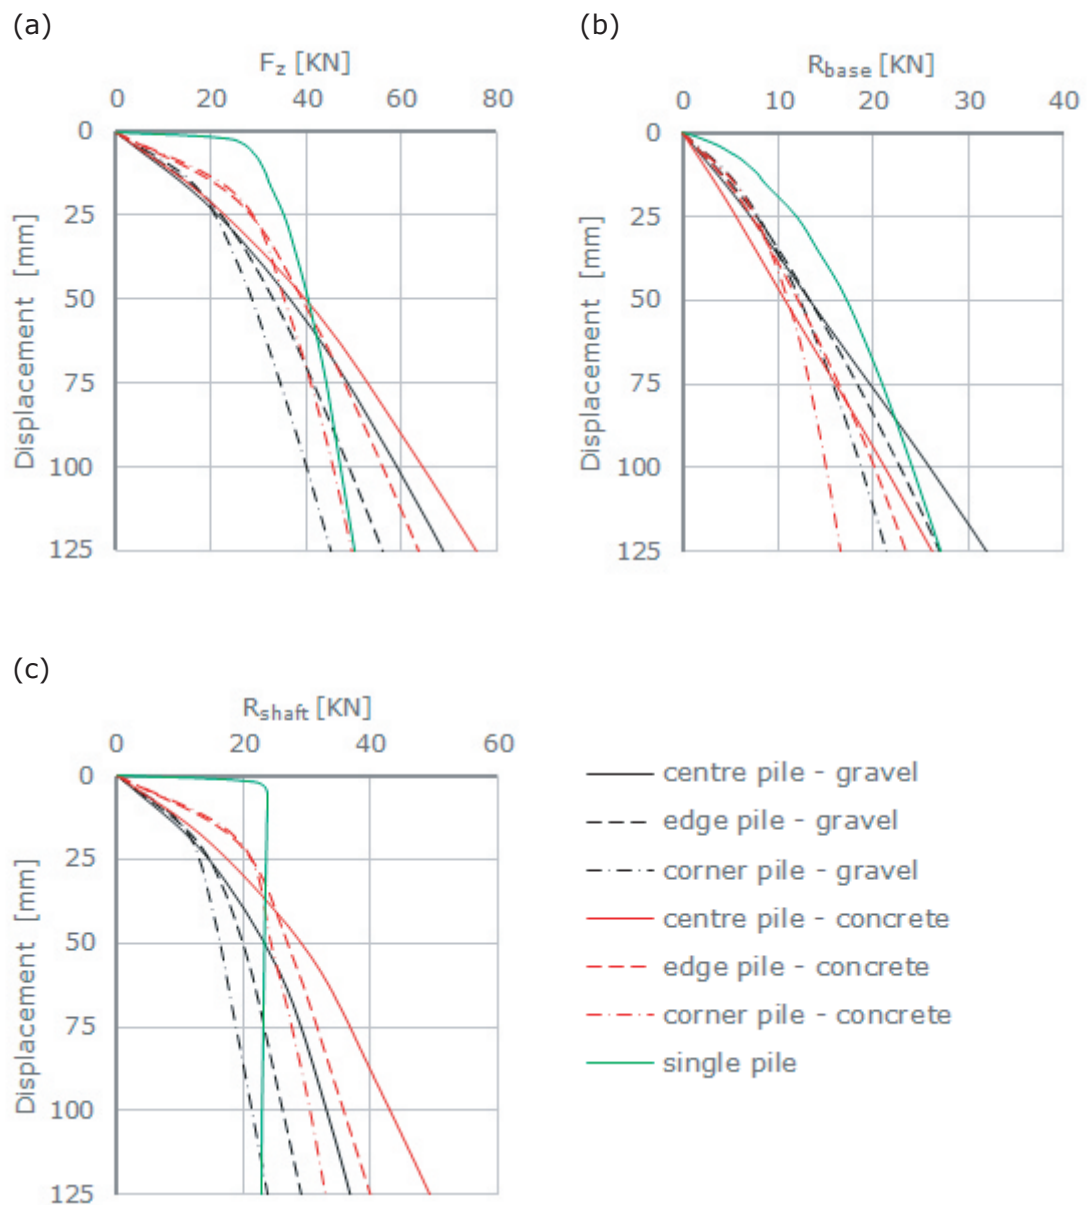 (a)
F_z [KN]
0 20 40 60 80
0
25
50
75
100
125
Displacement [mm]
(b)
R_base [KN]
0 10 20 30 40
0
25
50
75
100
125
Displacement [mm]
(c)
R_shaft [KN]
0 20 40 60
0
25
50
75
100
125
Displacement [mm]
centre pile - gravel
edge pile - gravel
corner pile - gravel
centre pile - concrete
edge pile - concrete
corner pile - concrete
single pile